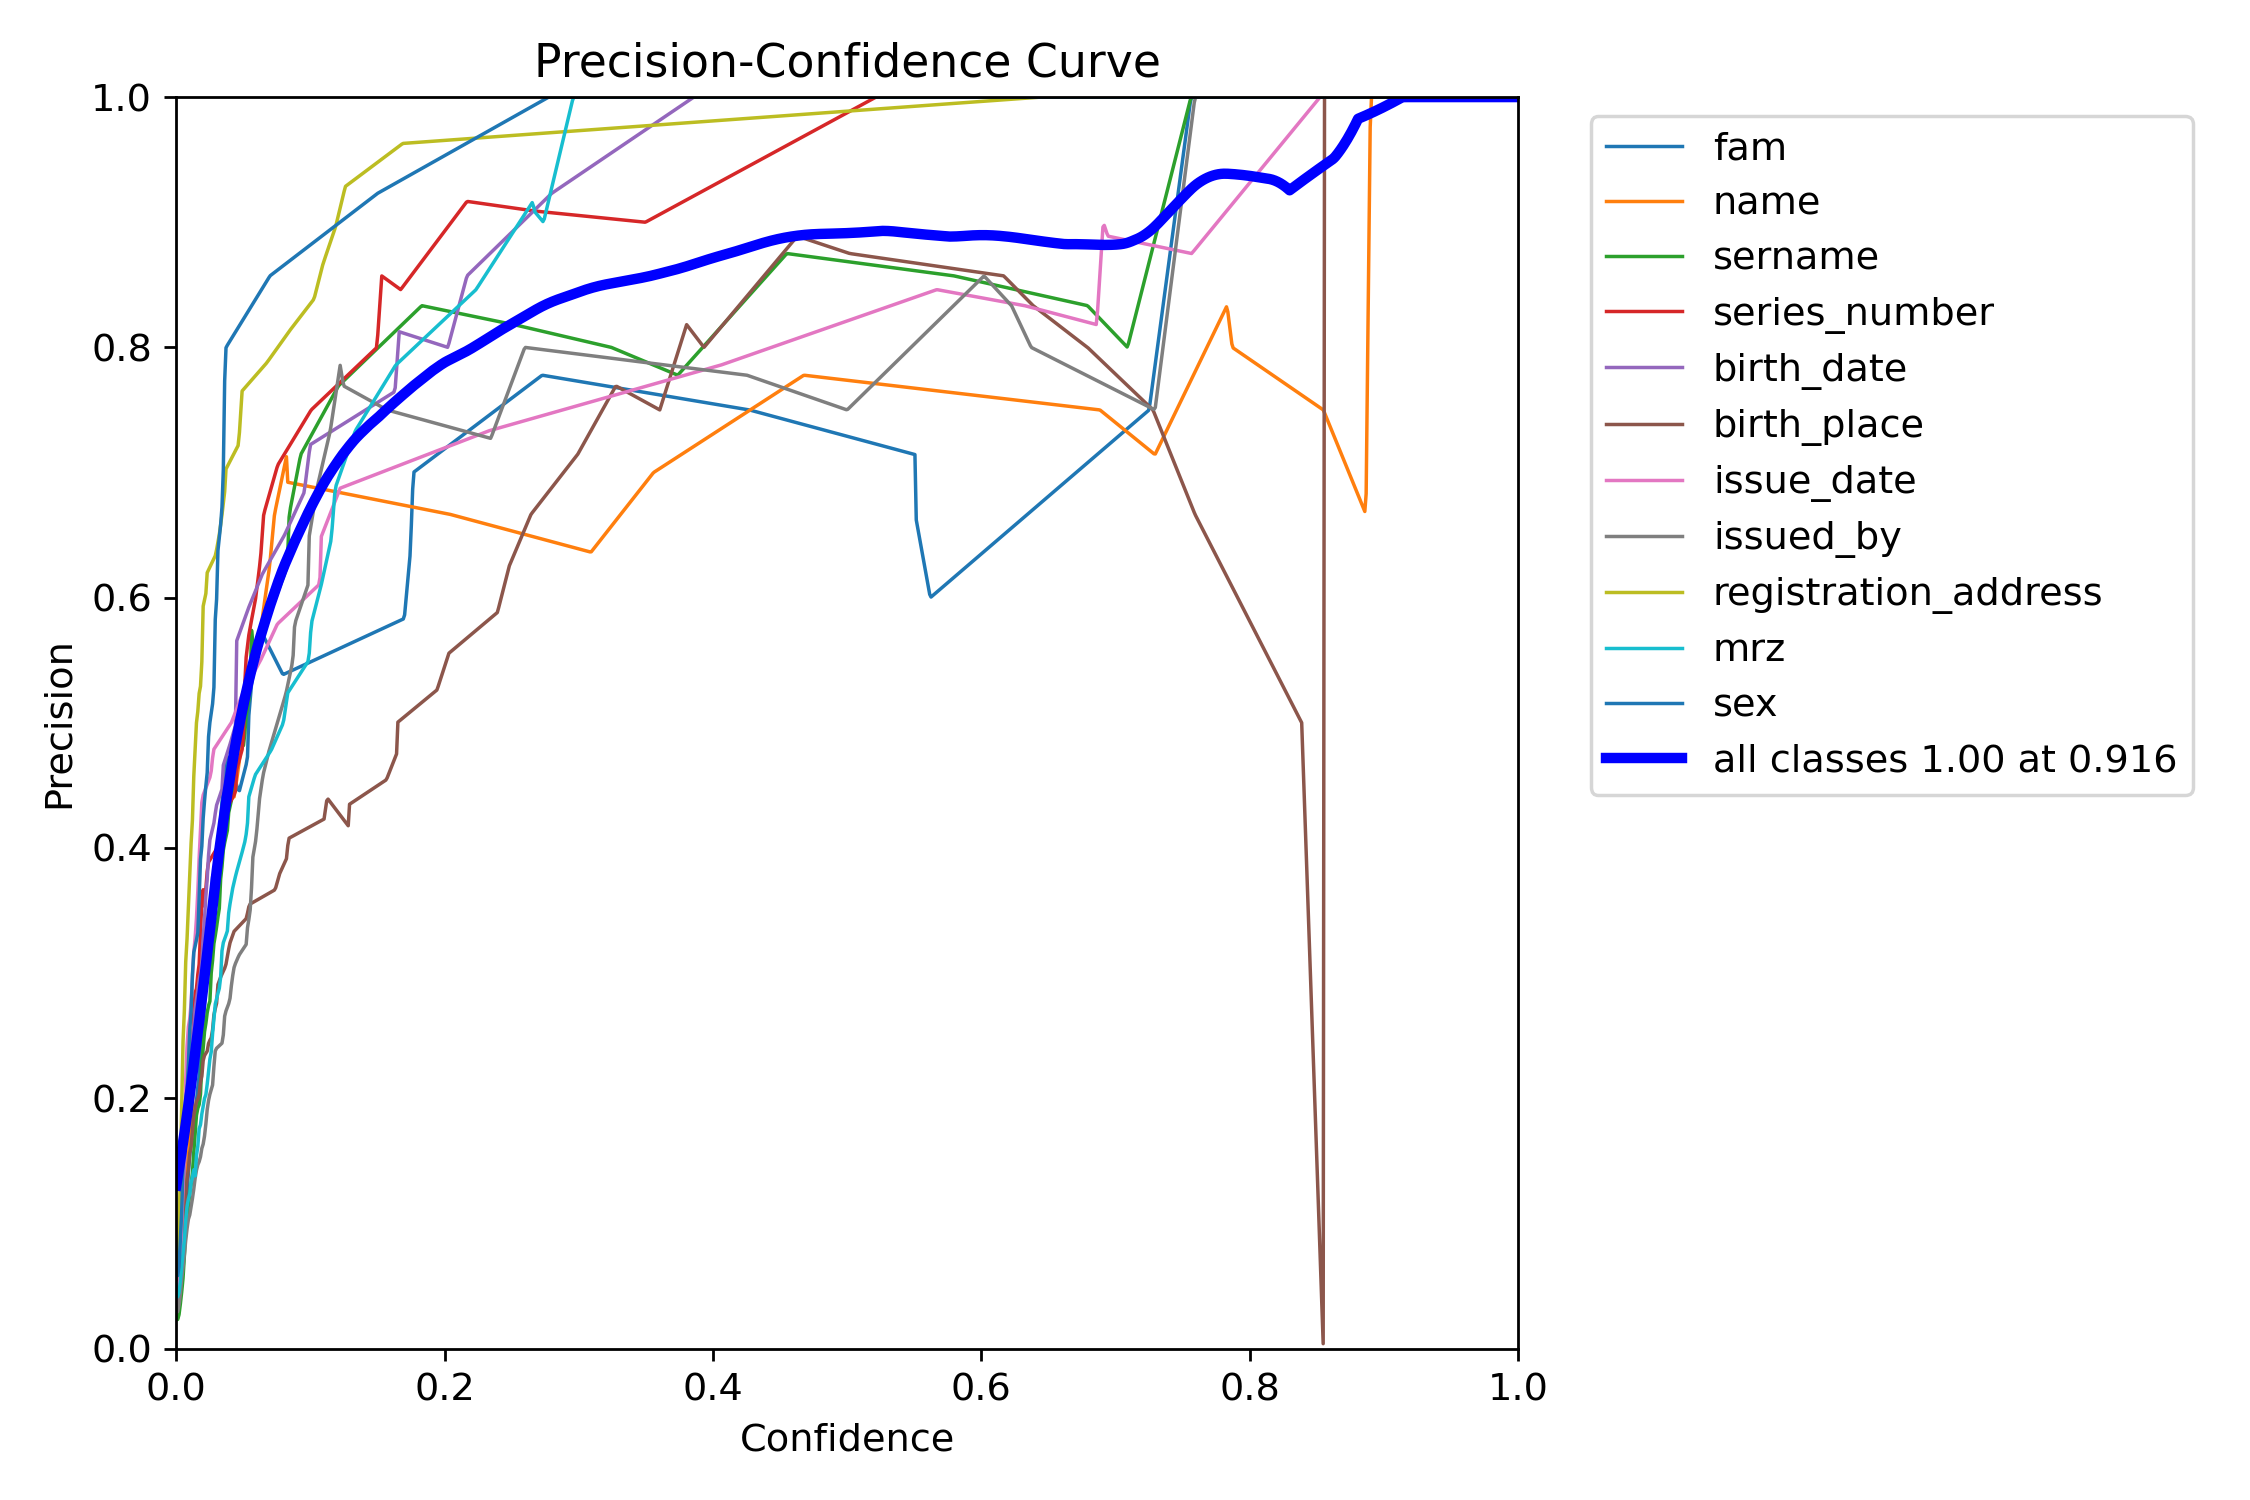 Precision-Confidence Curve
1.0
0.8
0.6
0.4
0.2
0.0
Precision
0.0 0.2 0.4 0.6 0.8 1.0
Confidence
fam
name
sername
series_number
birth_date
birth_place
issue_date
issued_by
registration_address
mrz
sex
all classes 1.00 at 0.916